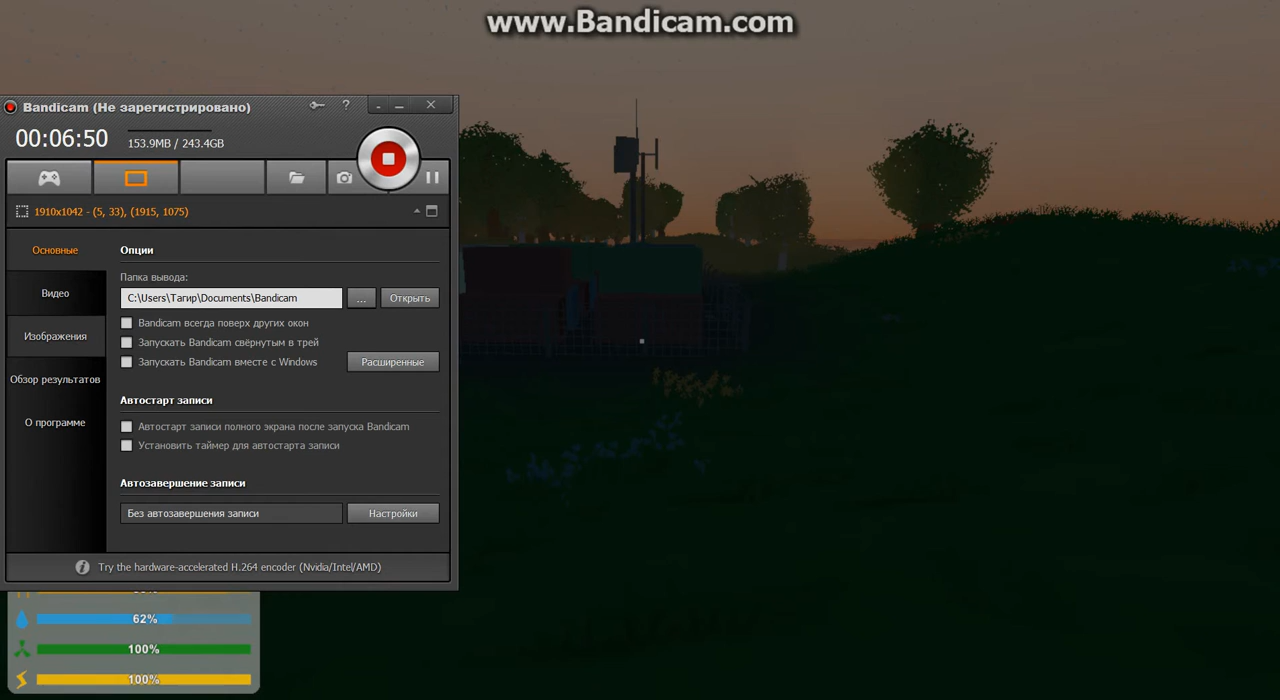 www.Bandicam.com
Bandicam (Не зарегистрировано)
00:06:50
153.9MB / 243.4GB
1910x1042 - (5, 33), (1915, 1075)
Основные
Видео
Изображения
Обзор результатов
О программе
Опции
Папка вывода:
C:\Users\Тагир\Documents\Bandicam
...
Открыть
Bandicam всегда поверх других окон
Запускать Bandicam свёрнутым в трей
Запускать Bandicam вместе с Windows
Расширенные
Автостарт записи
Автостарт записи полного экрана после запуска Bandicam
Установить таймер для автостарта записи
Автозавершение записи
Без автозавершения записи
Настройки
Try the hardware-accelerated H.264 encoder (Nvidia/Intel/AMD)
62%
100%
100%